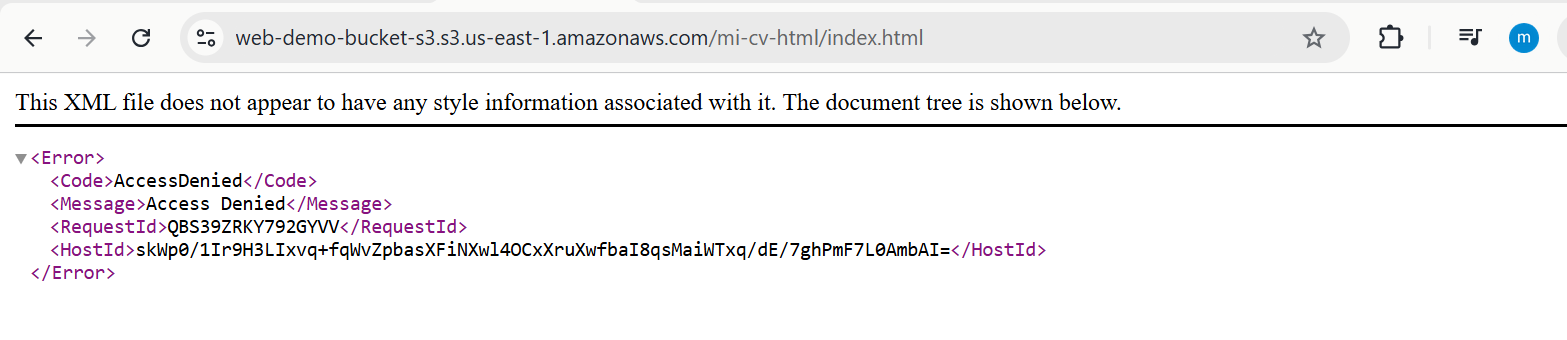 web-demo-bucket-s3.s3.us-east-1.amazonaws.com/mi-cv-html/index.html
m
This XML file does not appear to have any style information associated with it. The document tree is shown below.
<Error>
<Code>AccessDenied</Code>
<Message>Access Denied</Message>
<RequestId>QBS39ZRKY792GYVV</RequestId>
<HostId>skWp0/1Ir9H3LIxvq+fqWvZpbasXFiNXwl4OCxXruXwfbaI8qsMaiWTxq/dE/7ghPmF7L0AmbAI=</HostId>
</Error>